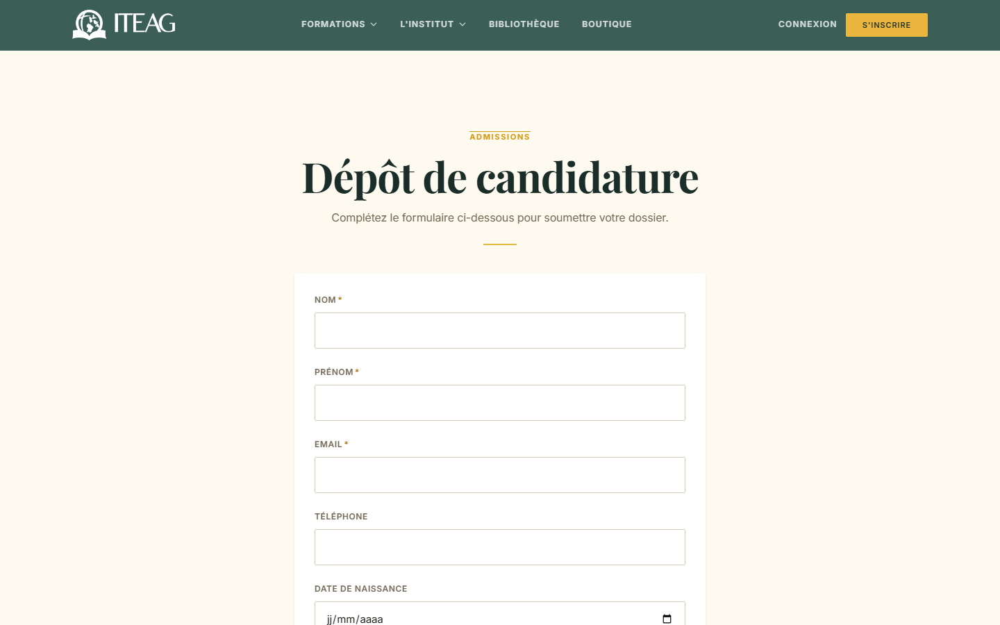 ITEAG
FORMATIONS
L'INSTITUT
BIBLIOTHÈQUE
BOUTIQUE
CONNEXION
S'INSCRIRE
ADMISSIONS
Dépôt de candidature
Complétez le formulaire ci-dessous pour soumettre votre dossier.
NOM *
PRÉNOM *
EMAIL *
TÉLÉPHONE
DATE DE NAISSANCE
jj/mm/aaaa